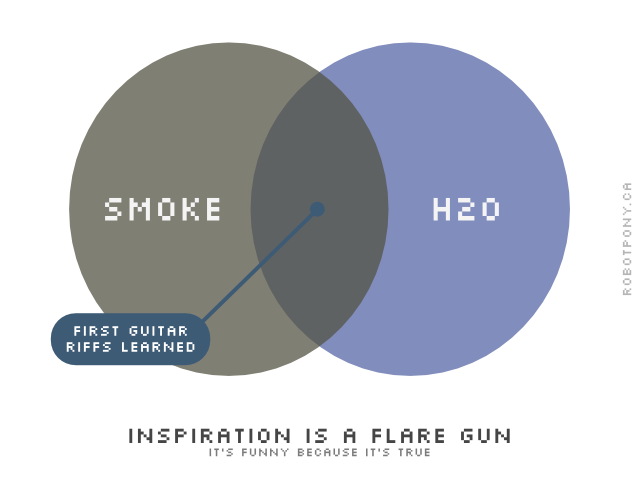 SMOKE
H2O
FIRST GUITAR
RIFFS LEARNED
INSPIRATION IS A FLARE GUN
IT'S FUNNY BECAUSE IT'S TRUE
ROBOTPONY.CA